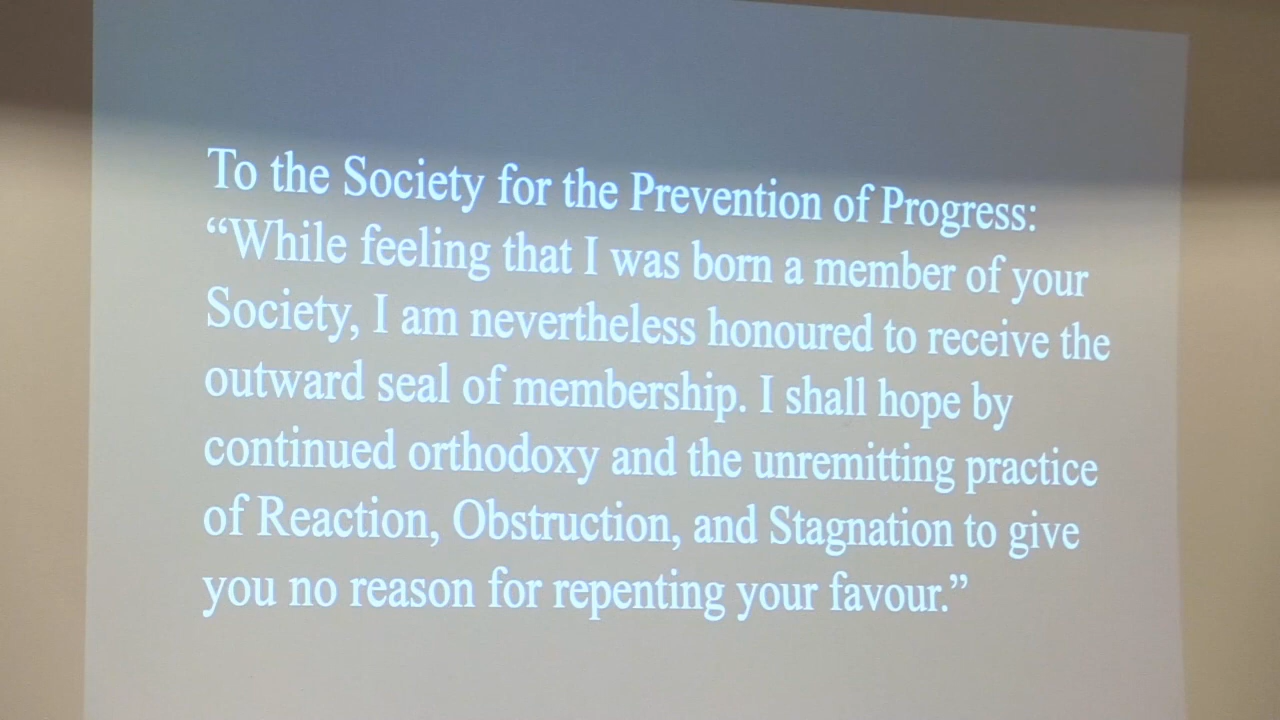 To the Society for the Prevention of Progress:
“While feeling that I was born a member of your
Society, I am nevertheless honoured to receive the
outward seal of membership. I shall hope by
continued orthodoxy and the unremitting practice
of Reaction, Obstruction, and Stagnation to give
you no reason for repenting your favour.”